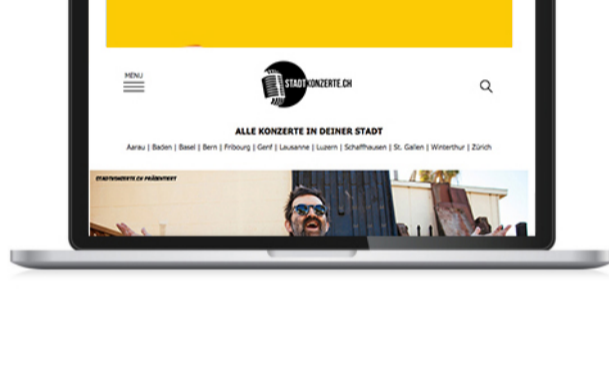 MENU
STADTKONZERTE.CH
ALLE KONZERTE IN DEINER STADT
Aarau | Baden | Basel | Bern | Fribourg | Genf | Lausanne | Luzern | Schaffhausen | St. Gallen | Winterthur | Zürich
STADTKONZERTE.CH PRÄSENTIERT